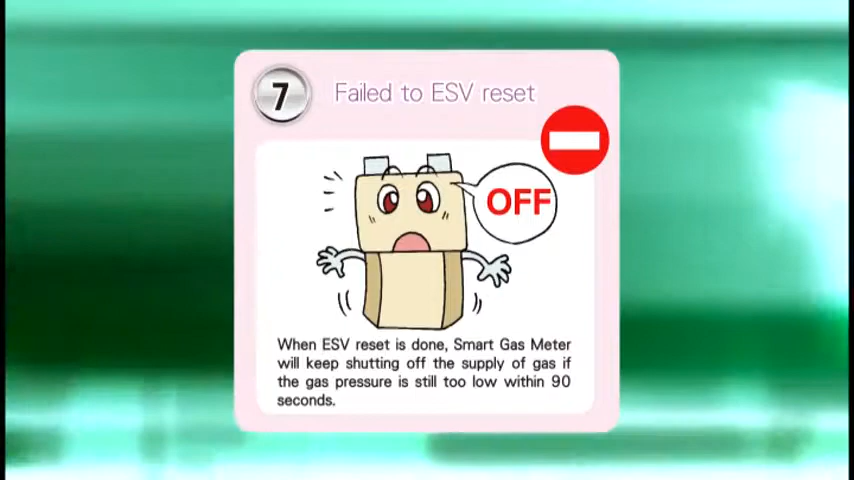 7
Failed to ESV reset
OFF
When ESV reset is done, Smart Gas Meter
will keep shutting off the supply of gas if
the gas pressure is still too low within 90
seconds.